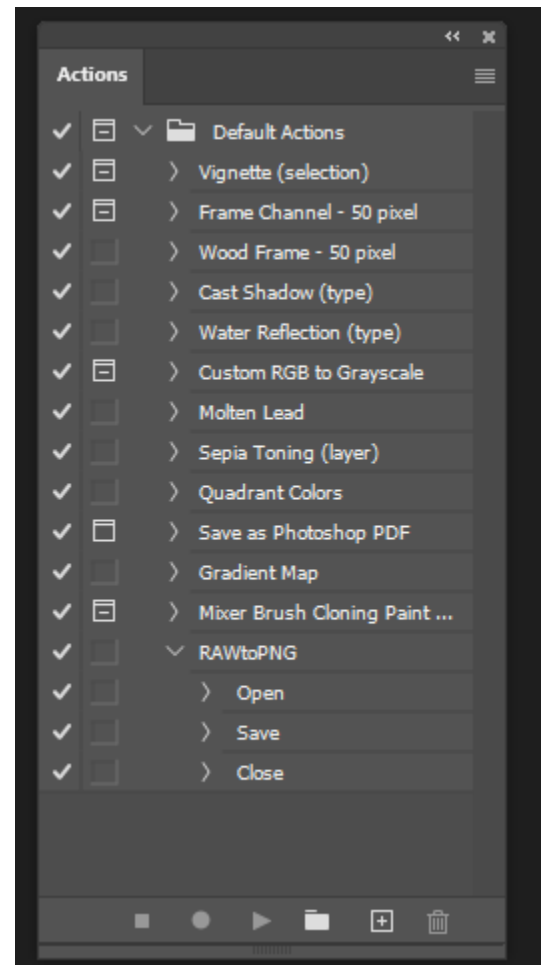 Actions
Default Actions
Vignette (selection)
Frame Channel - 50 pixel
Wood Frame - 50 pixel
Cast Shadow (type)
Water Reflection (type)
Custom RGB to Grayscale
Molten Lead
Sepia Toning (layer)
Quadrant Colors
Save as Photoshop PDF
Gradient Map
Mixer Brush Cloning Paint ...
RAWtoPNG
Open
Save
Close